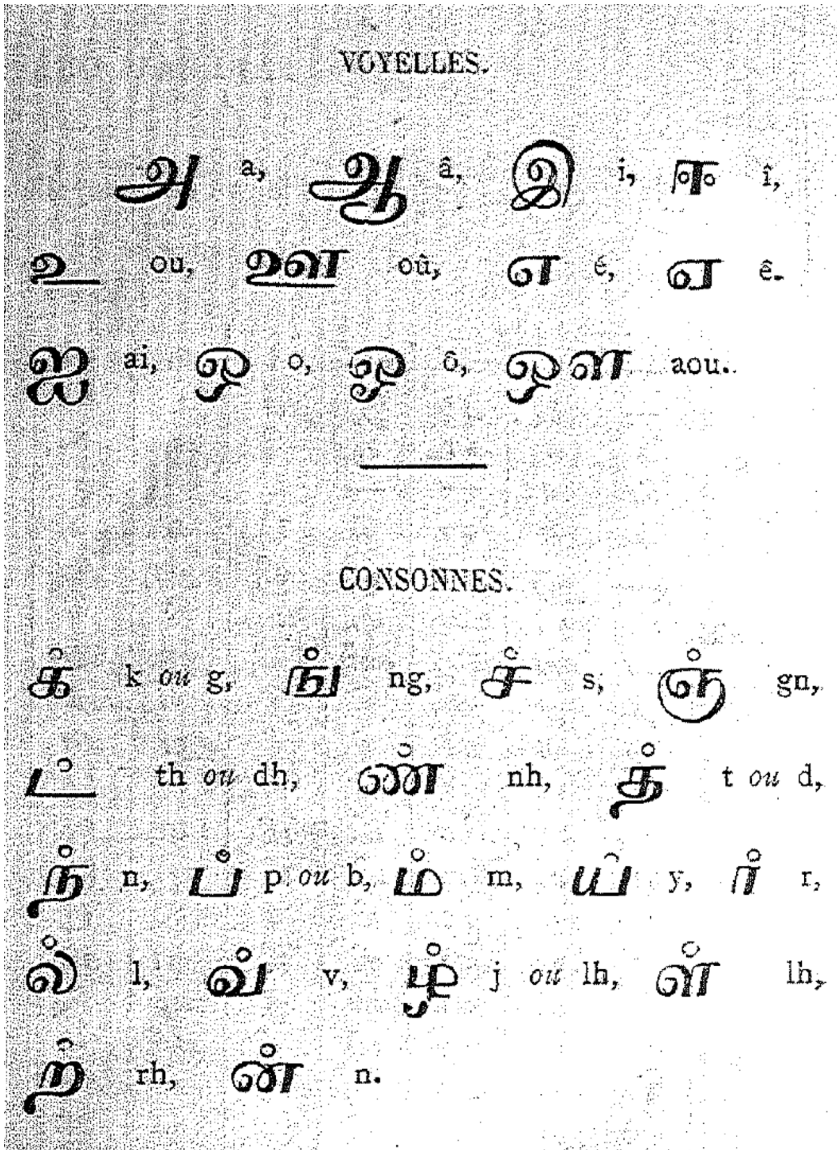 VOYELLES.
அ a, ஆ â, இ i, ஈ î,
உ ou, ஊ oû, எ é, ஏ ê.
ஐ ai, ஒ o, ஓ ô, ஔ aou.
CONSONNES.
க் k ou g, ங் ng, ச் s, ஞ் gn,
ட் th ou dh, ண் nh, த் t ou d,
ந் n, ப் p ou b, ம் m, ய் y, ர் r,
ல் l, வ் v, ழ் j ou lh, ள் lh,
ற் rh, ன் n.